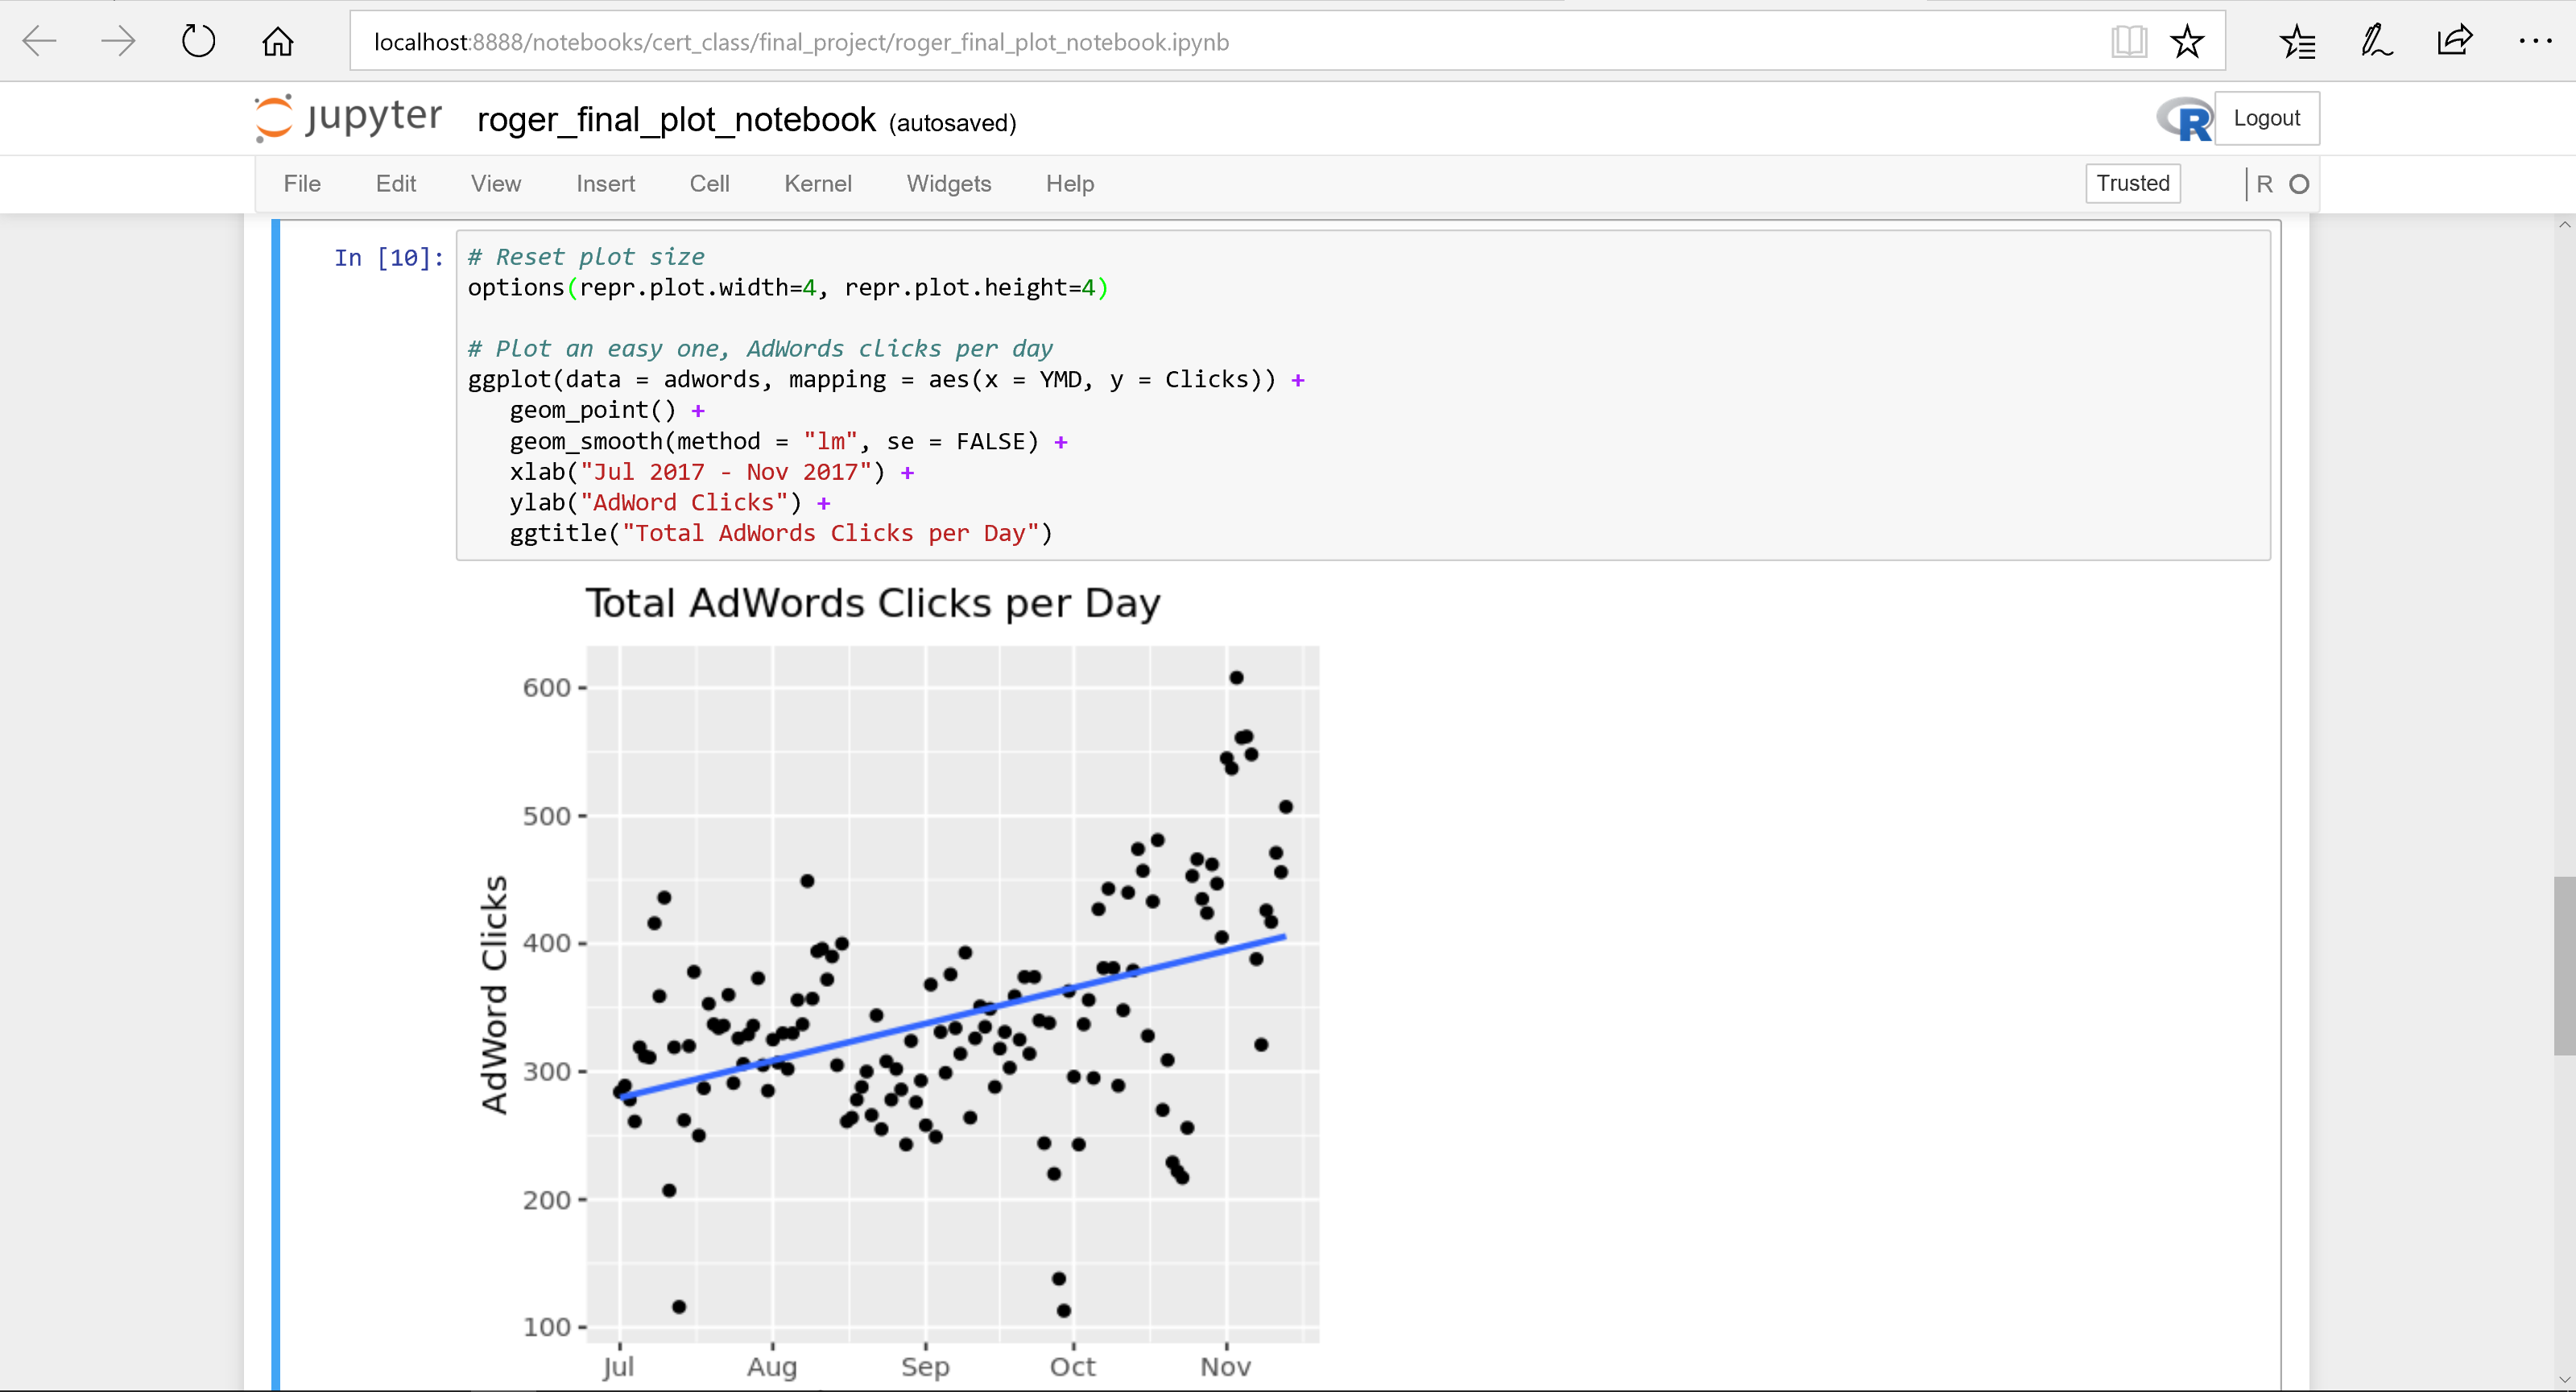 localhost:8888/notebooks/cert_class/final_project/roger_final_plot_notebook.ipynb
jupyter roger_final_plot_notebook (autosaved) R Logout
File Edit View Insert Cell Kernel Widgets Help Trusted R
In [10]:
# Reset plot size
options(repr.plot.width=4, repr.plot.height=4)
# Plot an easy one, AdWords clicks per day
ggplot(data = adwords, mapping = aes(x = YMD, y = Clicks)) +
geom_point() +
geom_smooth(method = "lm", se = FALSE) +
xlab("Jul 2017 - Nov 2017") +
ylab("AdWord Clicks") +
ggtitle("Total AdWords Clicks per Day")
Total AdWords Clicks per Day
AdWord Clicks
600
500
400
300
200
100
Jul Aug Sep Oct Nov